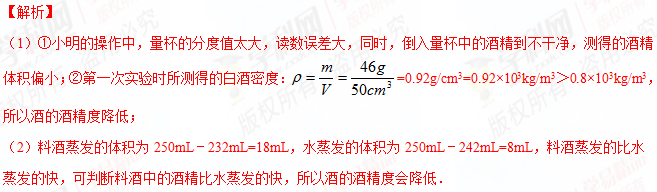 【解析】
（1）①小明的操作中，量杯的分度值大大，读数误差大，同时，倒入量杯中的酒精到不干净，测得的酒精
体积偏小；②第一次实验时所测得的白酒密度：ρ = m/V = 46g/50cm³ =0.92g/cm³=0.92×10³kg/m³＞0.8×10³kg/m³，
所以酒的酒精度降低；
（2）料酒蒸发的体积为 250mL﹣232mL=18mL，水蒸发的体积为 250mL﹣242mL=8mL，料酒蒸发的比水
蒸发的快，可判断料酒中的酒精比水蒸发的快，所以酒的酒精度会降低．